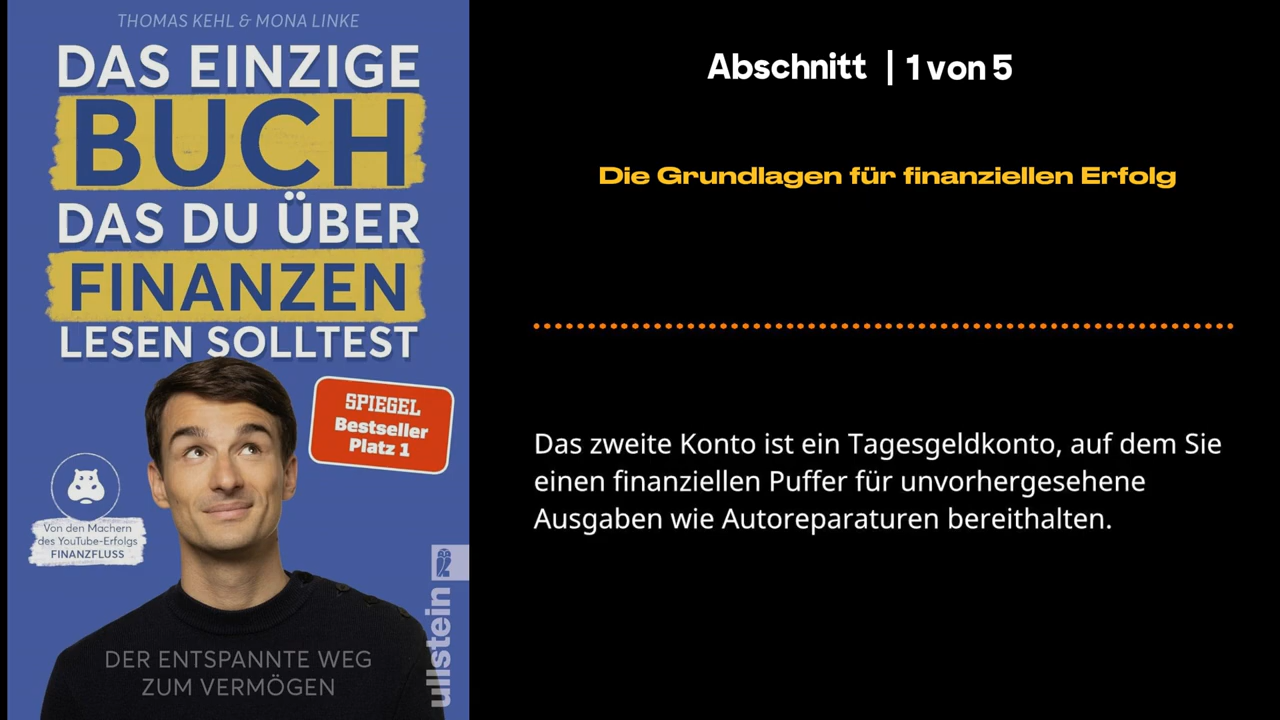 THOMAS KEHL & MONA LINKE
DAS EINZIGE
BUCH
DAS DU ÜBER
FINANZEN
LESEN SOLLTEST
SPIEGEL
Bestseller
Platz 1
Von den Machern
des YouTube-Erfolgs
FINANZFLUSS
ullstein
DER ENTSPANNTE WEG
ZUM VERMÖGEN
Abschnitt | 1 von 5
Die Grundlagen für finanziellen Erfolg
Das zweite Konto ist ein Tagesgeldkonto, auf dem Sie
einen finanziellen Puffer für unvorhergesehene
Ausgaben wie Autoreparaturen bereithalten.